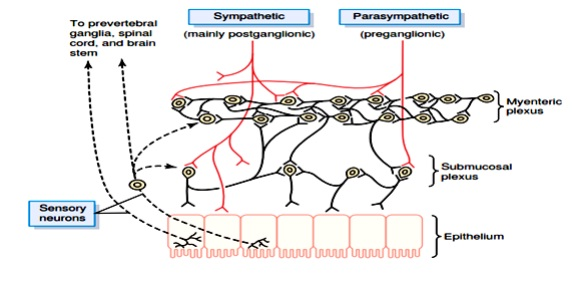 To prevertebral
ganglia, spinal
cord, and brain
stem
Sympathetic
(mainly postganglionic)
Parasympathetic
(preganglionic)
Myenteric
plexus
Submucosal
plexus
Sensory
neurons
Epithelium